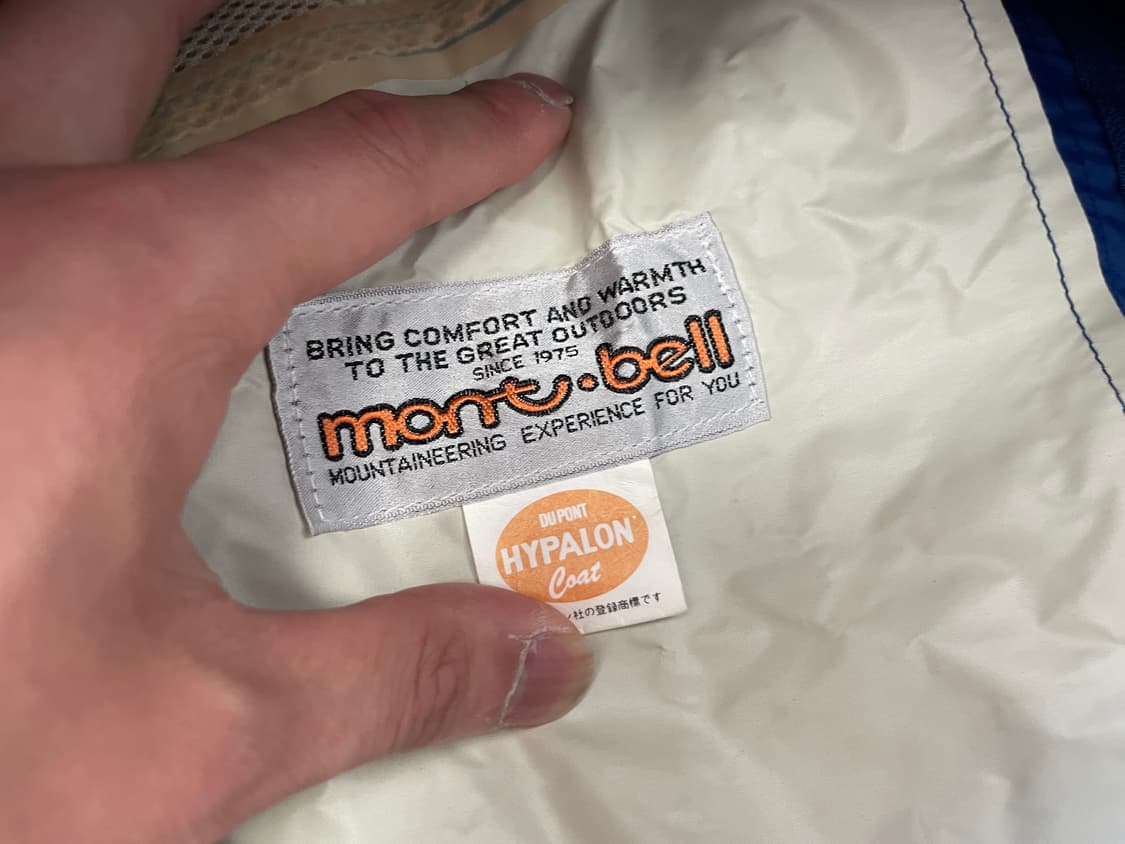 BRING COMFORT AND WARMTH
TO THE GREAT OUTDOORS
SINCE 1975
mont•bell
MOUNTAINEERING EXPERIENCE FOR YOU
DU PONT
HYPALON
Coat
社の登録商標です